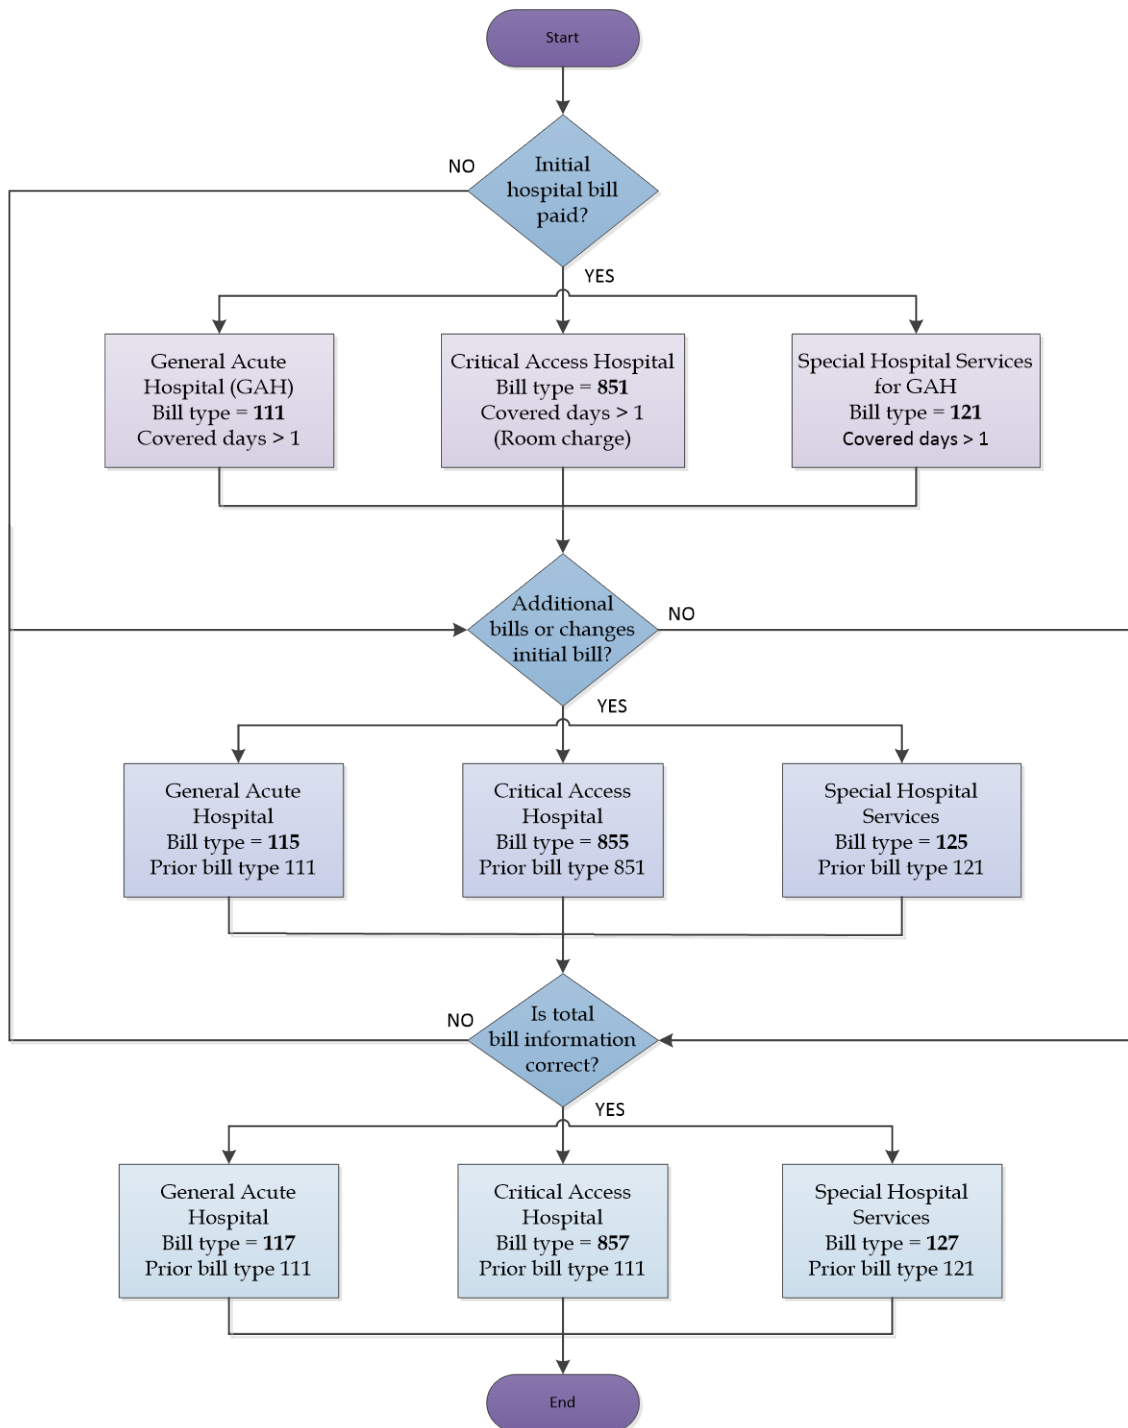 Start
NO
Initial
hospital bill
paid?
YES
General Acute
Hospital (GAH)
Bill type = 111
Covered days > 1
Critical Access Hospital
Bill type = 851
Covered days > 1
(Room charge)
Special Hospital Services
for GAH
Bill type = 121
Covered days > 1
Additional
bills or changes
initial bill?
NO
YES
General Acute
Hospital
Bill type = 115
Prior bill type 111
Critical Access
Hospital
Bill type = 855
Prior bill type 851
Special Hospital
Services
Bill type = 125
Prior bill type 121
NO
Is total
bill information
correct?
YES
General Acute
Hospital
Bill type = 117
Prior bill type 111
Critical Access
Hospital
Bill type = 857
Prior bill type 111
Special Hospital
Services
Bill type = 127
Prior bill type 121
End